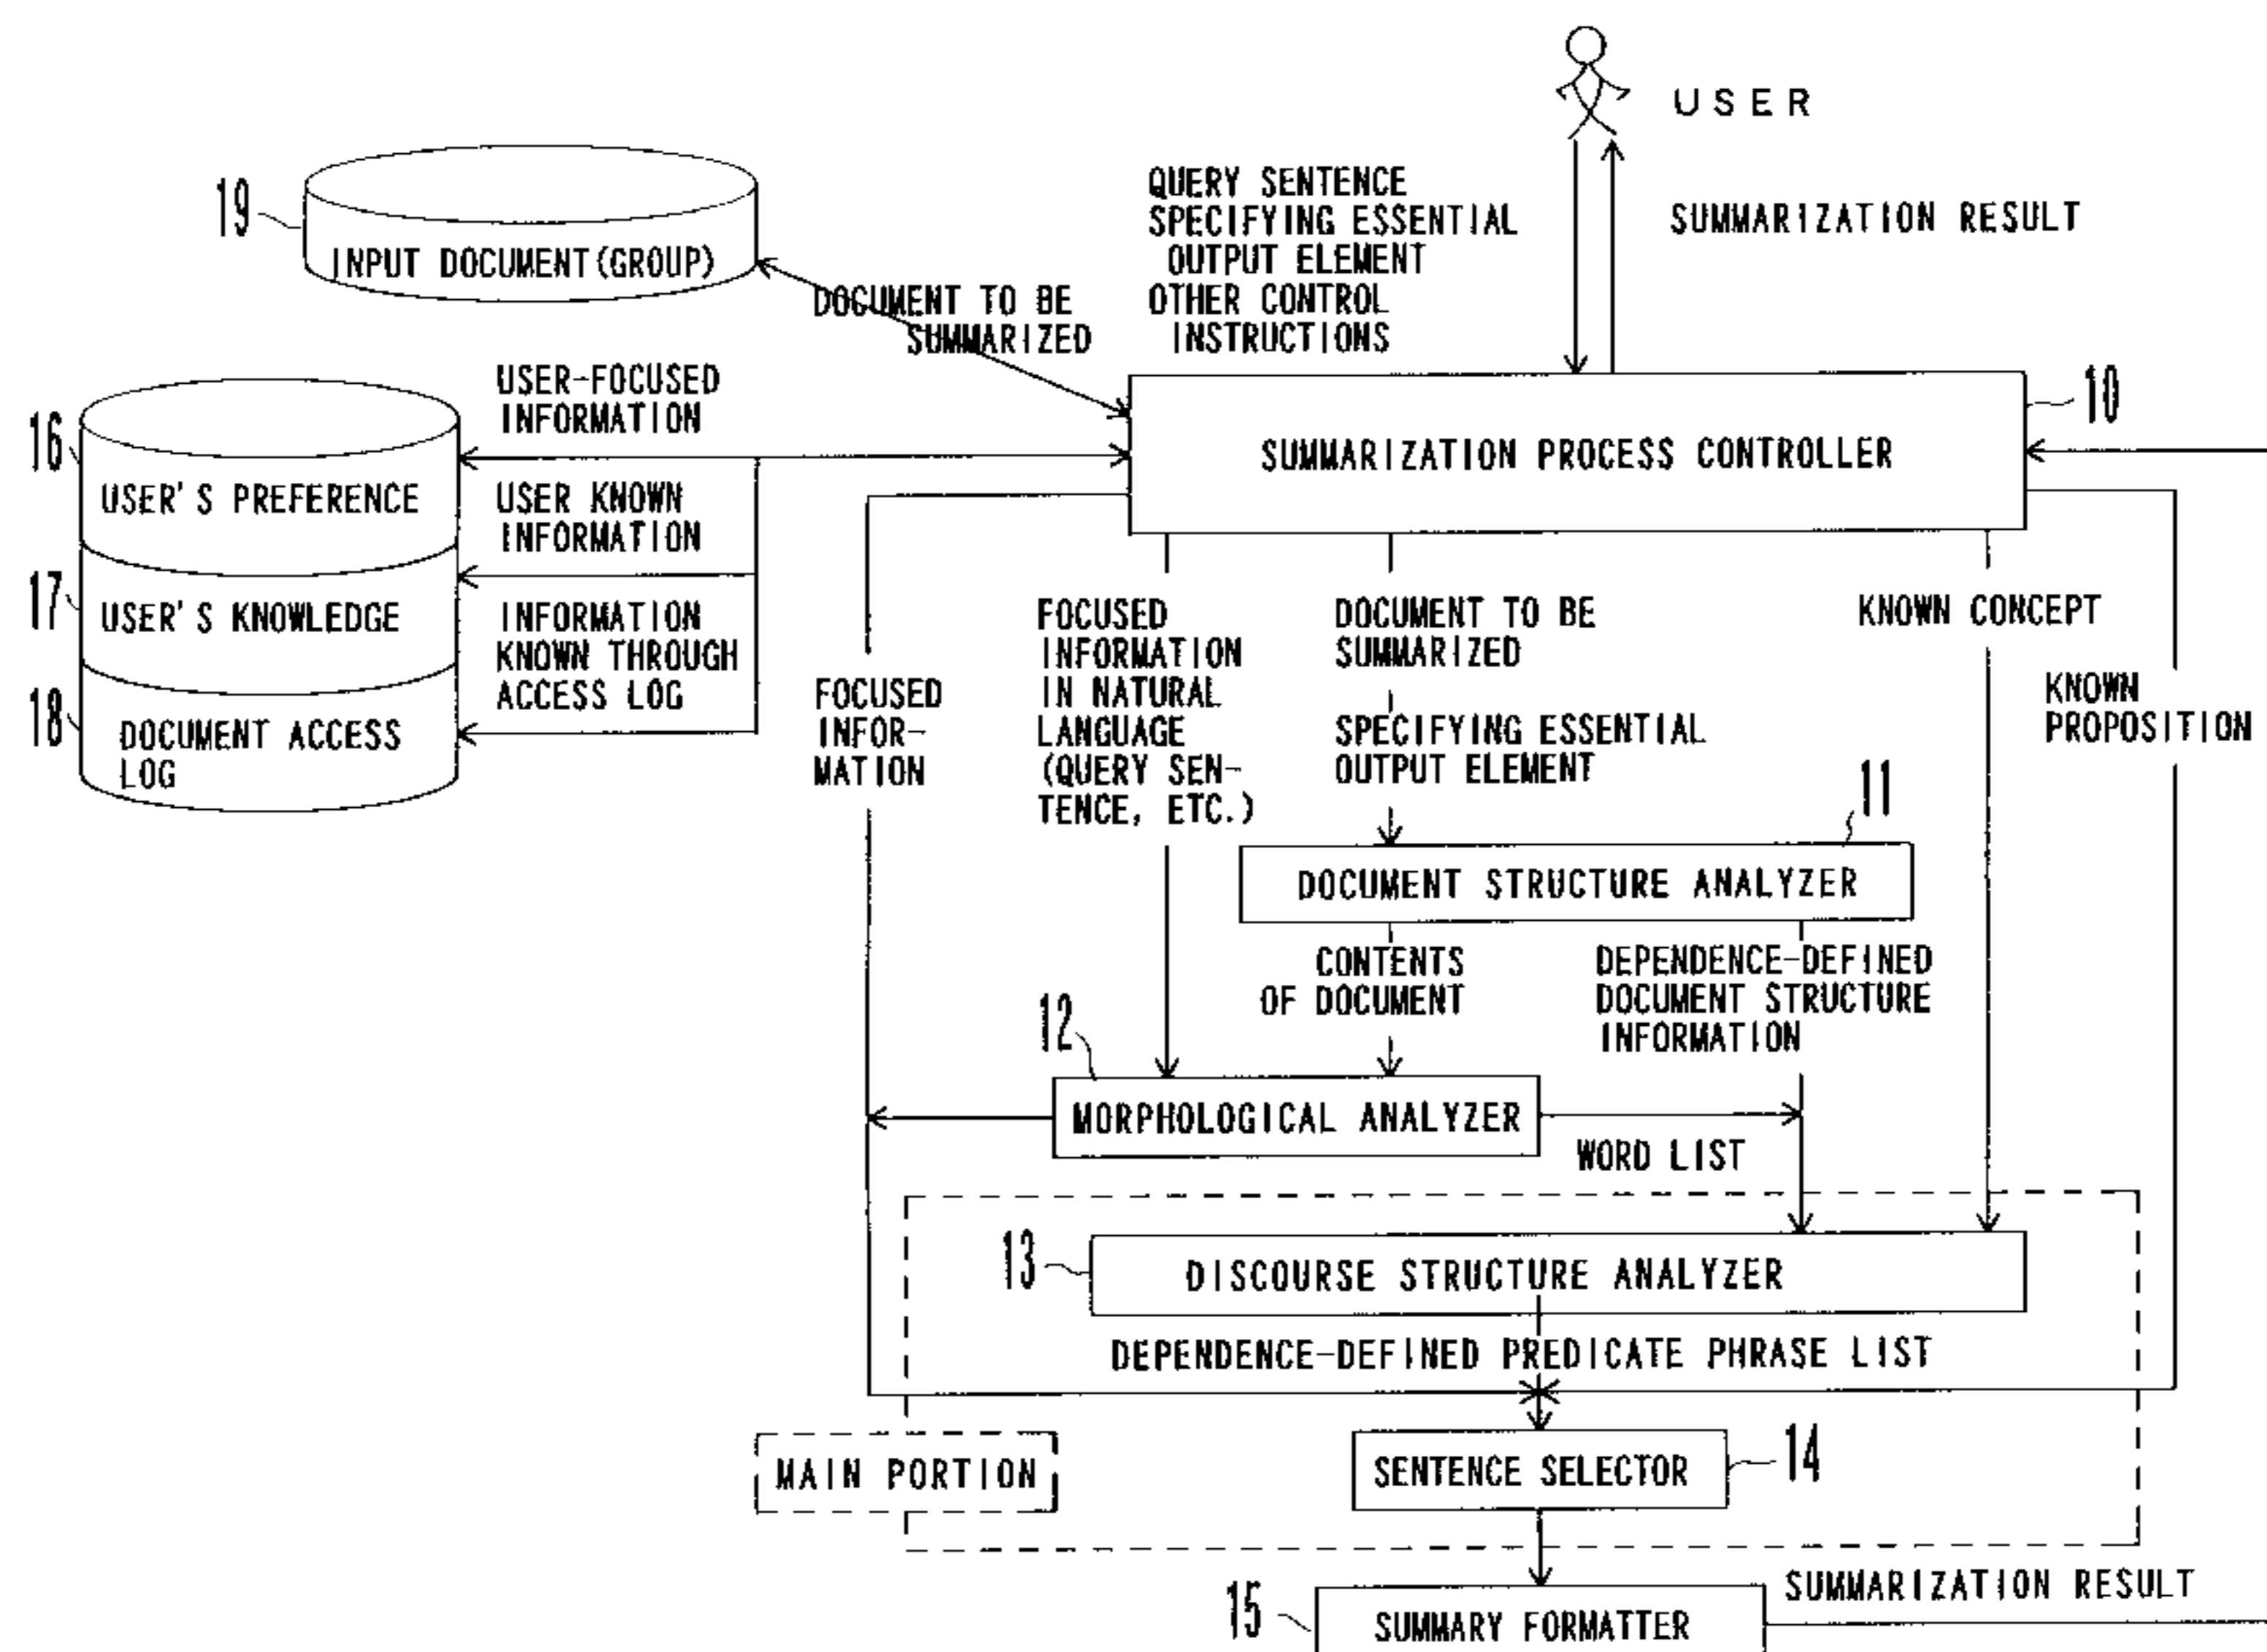 USER
19
INPUT DOCUMENT(GROUP)
DOCUMENT TO BE
SUMMARIZED
QUERY SENTENCE
SPECIFYING ESSENTIAL
OUTPUT ELEMENT
OTHER CONTROL
INSTRUCTIONS
SUMMARIZATION RESULT
10
SUMMARIZATION PROCESS CONTROLLER
16
USER'S PREFERENCE
17
USER'S KNOWLEDGE
18
DOCUMENT ACCESS
LOG
USER-FOCUSED
INFORMATION
USER KNOWN
INFORMATION
INFORMATION
KNOWN THROUGH
ACCESS LOG
FOCUSED
INFOR-
MATION
FOCUSED
INFORMATION
IN NATURAL
LANGUAGE
(QUERY SEN-
TENCE, ETC.)
DOCUMENT TO BE
SUMMARIZED
SPECIFYING ESSENTIAL
OUTPUT ELEMENT
KNOWN CONCEPT
KNOWN
PROPOSITION
11
DOCUMENT STRUCTURE ANALYZER
CONTENTS
OF DOCUMENT
DEPENDENCE-DEFINED
DOCUMENT STRUCTURE
INFORMATION
12
MORPHOLOGICAL ANALYZER
WORD LIST
13
DISCOURSE STRUCTURE ANALYZER
DEPENDENCE-DEFINED PREDICATE PHRASE LIST
MAIN PORTION
SENTENCE SELECTOR
14
15
SUMMARY FORMATTER
SUMMARIZATION RESULT